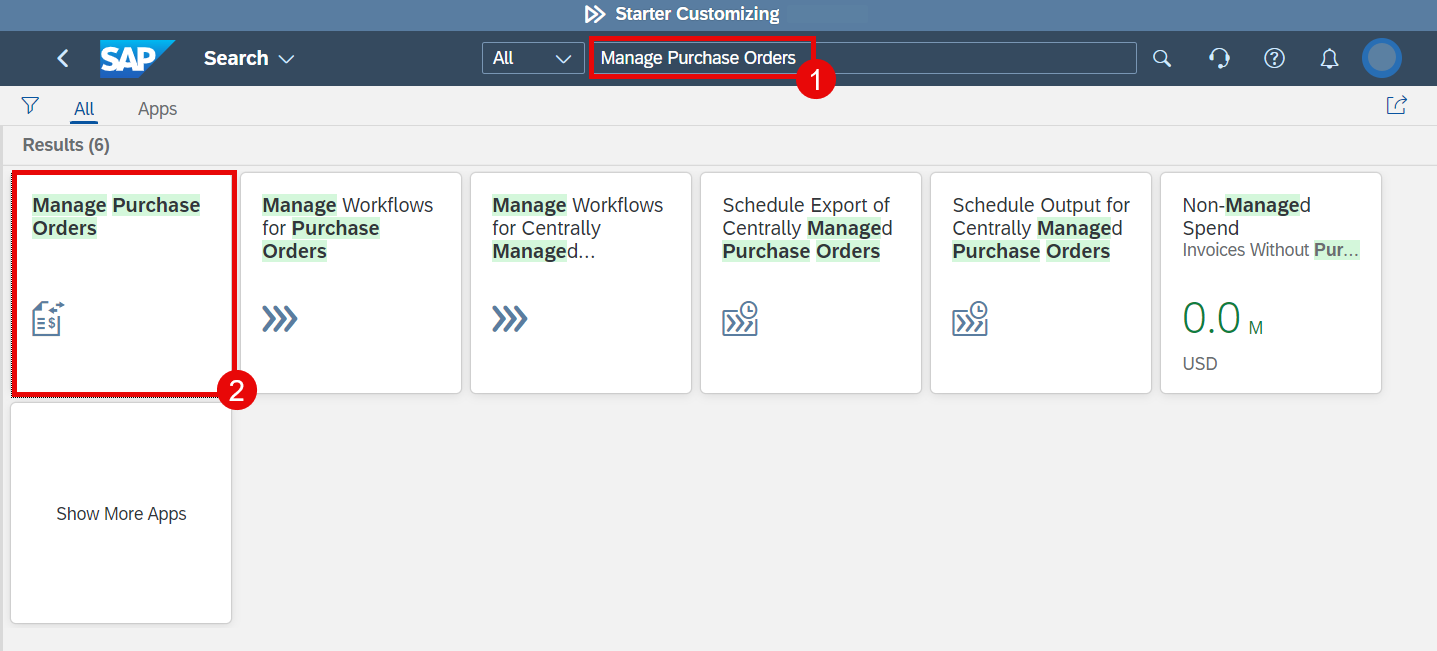 Starter Customizing
SAP Search All Manage Purchase Orders
1
All Apps
Results (6)
Manage Purchase
Orders
2
Manage Workflows
for Purchase
Orders
Manage Workflows
for Centrally
Managed...
Schedule Export of
Centrally Managed
Purchase Orders
Schedule Output for
Centrally Managed
Purchase Orders
Non-Managed
Spend
Invoices Without Pur...
0.0 M
USD
Show More Apps